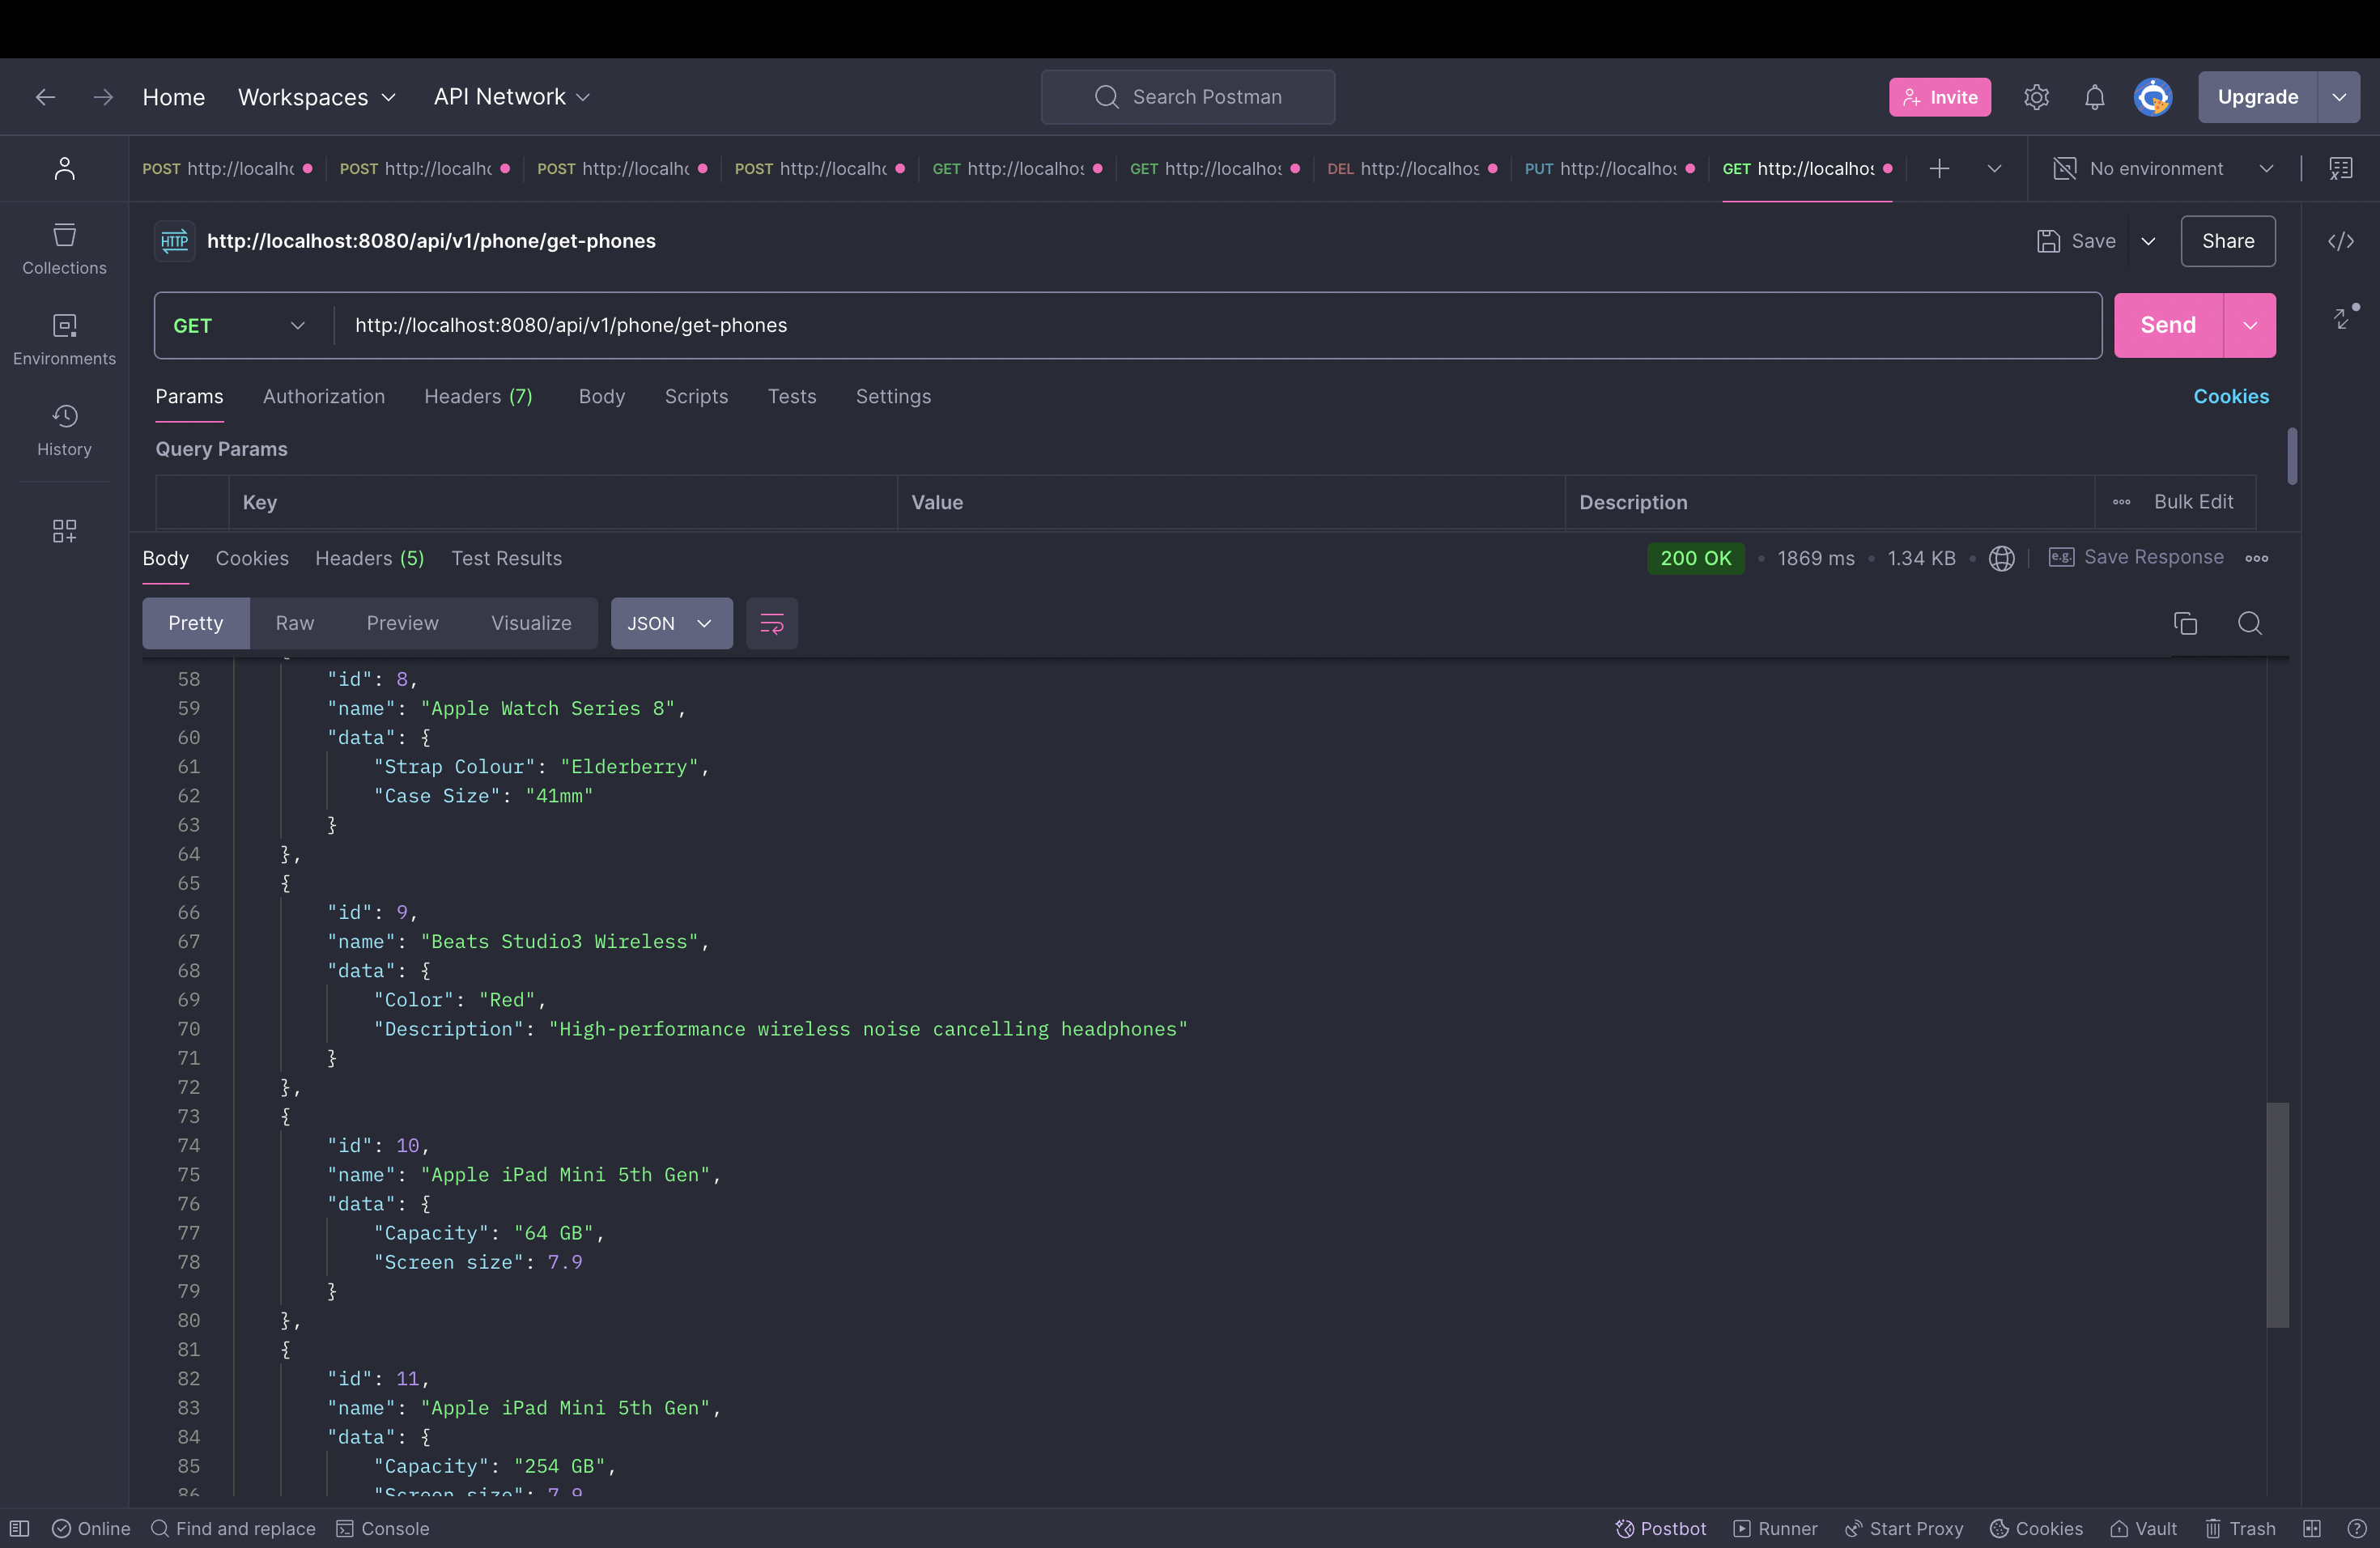 Home Workspaces API Network Search Postman Invite Upgrade
POST http://localh POST http://localh POST http://localh POST http://localh GET http://localhos GET http://localhos DEL http://localhos PUT http://localhos GET http://localhos No environment
HTTP http://localhost:8080/api/v1/phone/get-phones Save Share
Collections
GET http://localhost:8080/api/v1/phone/get-phones Send
Environments
Params Authorization Headers (7) Body Scripts Tests Settings Cookies
History
Query Params
Key Value Description Bulk Edit
Body Cookies Headers (5) Test Results 200 OK 1869 ms 1.34 KB e.g. Save Response
Pretty Raw Preview Visualize JSON
58 "id": 8,
59 "name": "Apple Watch Series 8",
60 "data": {
61 "Strap Colour": "Elderberry",
62 "Case Size": "41mm"
63 }
64 },
65 {
66 "id": 9,
67 "name": "Beats Studio3 Wireless",
68 "data": {
69 "Color": "Red",
70 "Description": "High-performance wireless noise cancelling headphones"
71 }
72 },
73 {
74 "id": 10,
75 "name": "Apple iPad Mini 5th Gen",
76 "data": {
77 "Capacity": "64 GB",
78 "Screen size": 7.9
79 }
80 },
81 {
82 "id": 11,
83 "name": "Apple iPad Mini 5th Gen",
84 "data": {
85 "Capacity": "254 GB",
86 "Screen size": 7.9
Online Find and replace Console Postbot Runner Start Proxy Cookies Vault Trash